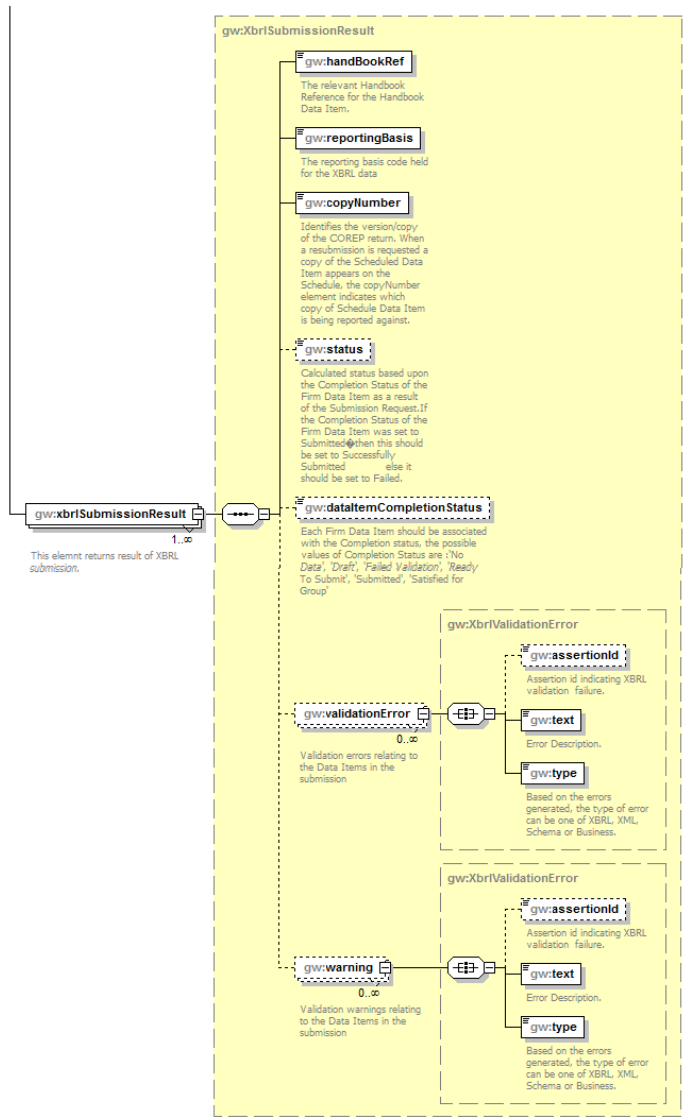 gw:XbrlSubmissionResult
gw:handBookRef
The relevant Handbook
Reference for the Handbook
Data Item.
gw:reportingBasis
The reporting basis code held
for the XBRL data
gw:copyNumber
Identifies the version/copy
of the COREP return. When
a resubmission is requested a
copy of the Scheduled Data
Item appears on the
Schedule, the copyNumber
element indicates which
copy of Schedule Data Item
is being reported against.
gw:status
Calculated status based upon
the Completion Status of the
Firm Data Item as a result
of the Submission Request.If
the Completion Status of the
Firm Data Item was set to
Submitted�then this should
be set to Successfully
Submitted else it
should be set to Failed.
gw:xbrlSubmissionResult
1..∞
This elemnt returns result of XBRL
submission.
gw:dataItemCompletionStatus
Each Firm Data Item should be associated
with the Completion status, the possible
values of Completion Status are :'No
Data', 'Draft', 'Failed Validation', 'Ready
To Submit', 'Submitted', 'Satisfied for
Group'
gw:validationError
0..∞
Validation errors relating to
the Data Items in the
submission
gw:XbrlValidationError
gw:assertionId
Assertion id indicating XBRL
validation failure.
gw:text
Error Description.
gw:type
Based on the errors
generated, the type of error
can be one of XBRL, XML,
Schema or Business.
gw:warning
0..∞
Validation warnings relating
to the Data Items in the
submission
gw:XbrlValidationError
gw:assertionId
Assertion id indicating XBRL
validation failure.
gw:text
Error Description.
gw:type
Based on the errors
generated, the type of error
can be one of XBRL, XML,
Schema or Business.